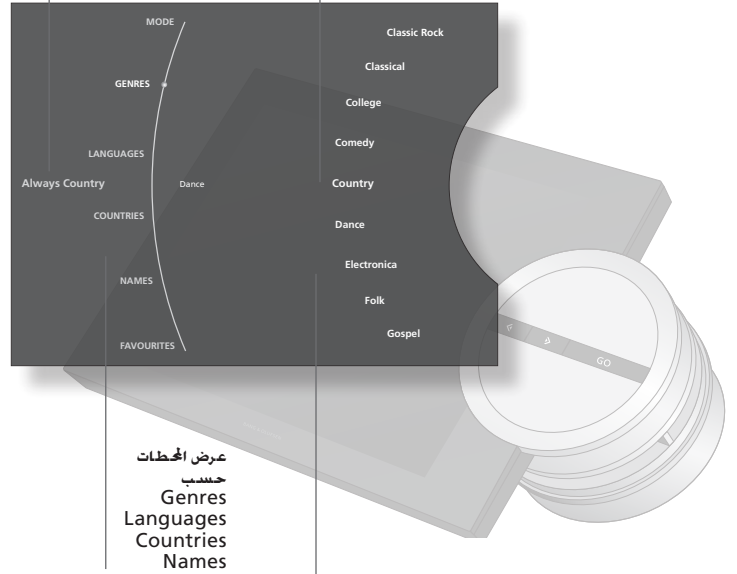 MODE
GENRES
LANGUAGES
Always Country
COUNTRIES
NAMES
FAVOURITES
Dance
Classic Rock
Classical
College
Comedy
Country
Dance
Electronica
Folk
Gospel
GO
عرض المحطات
حسب
Genres
Languages
Countries
Names